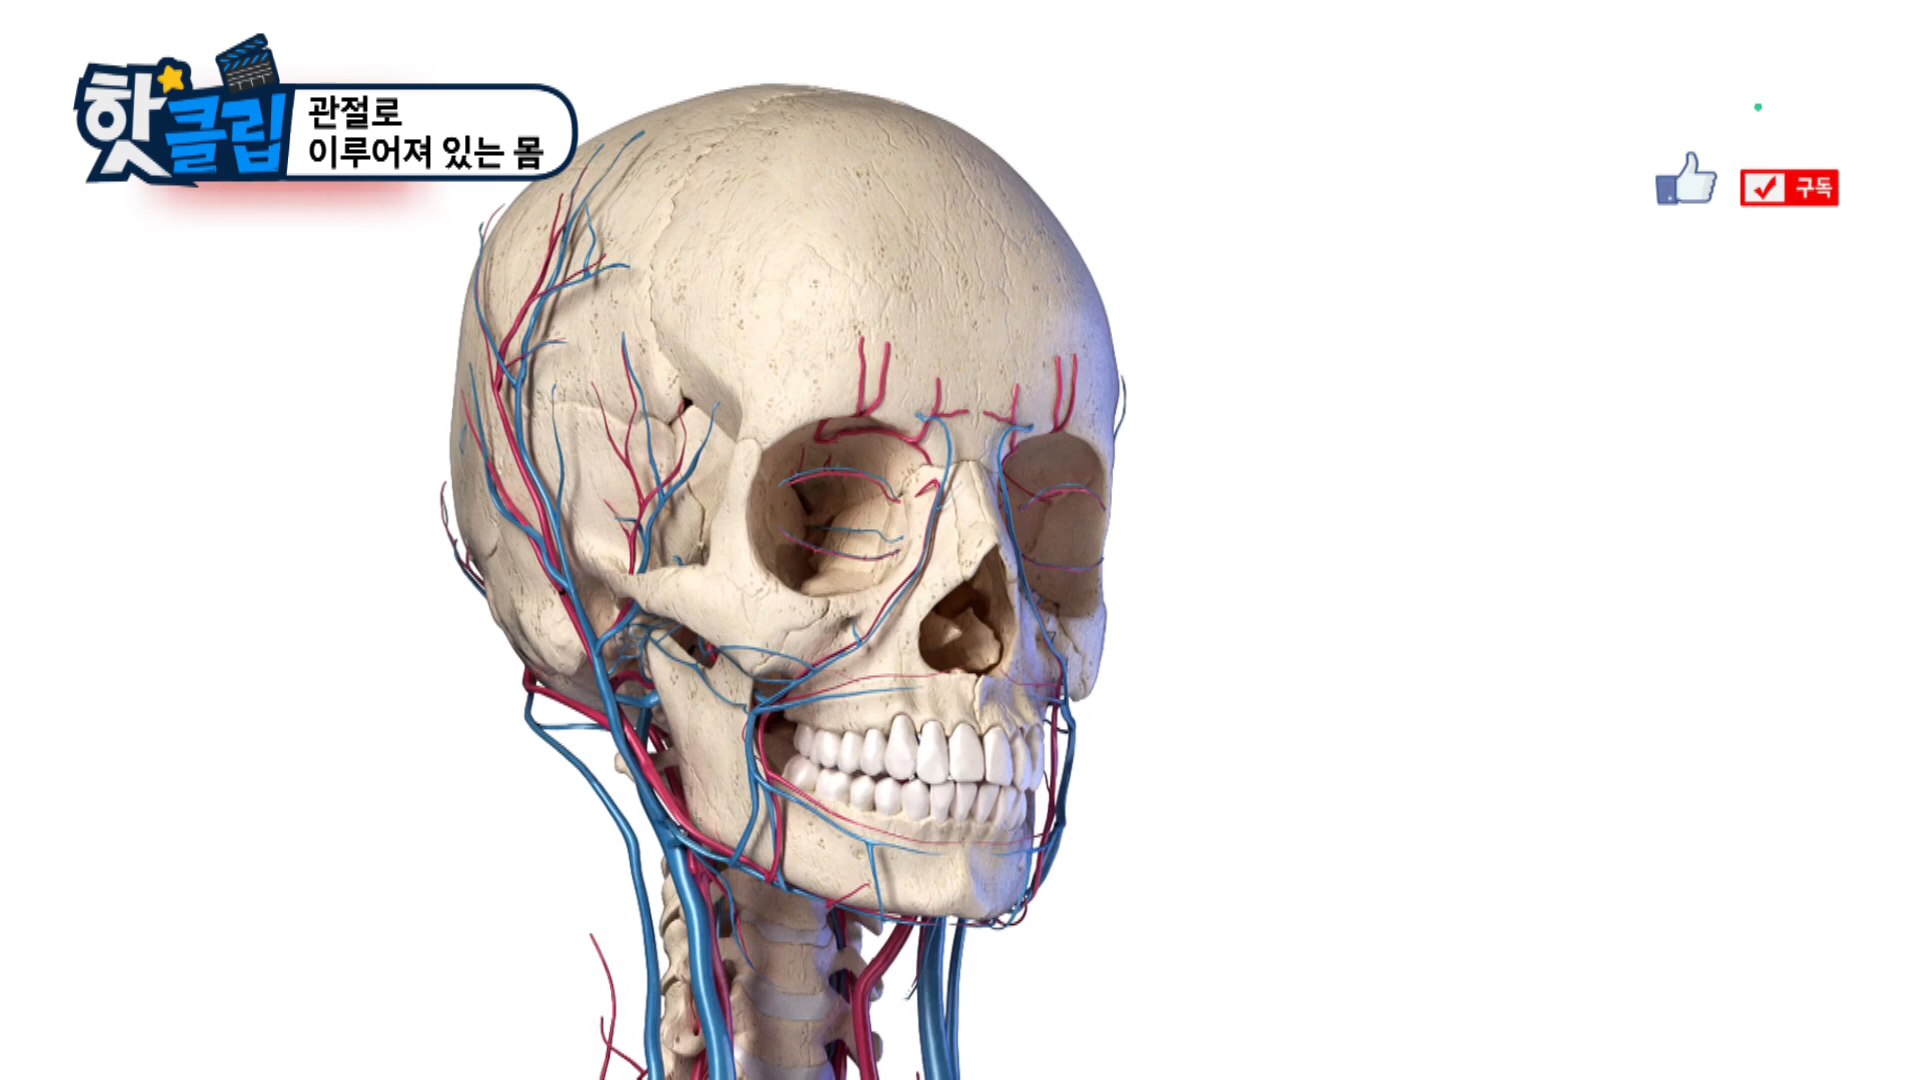 핫클립
관절로
이루어져 있는 몸
구독